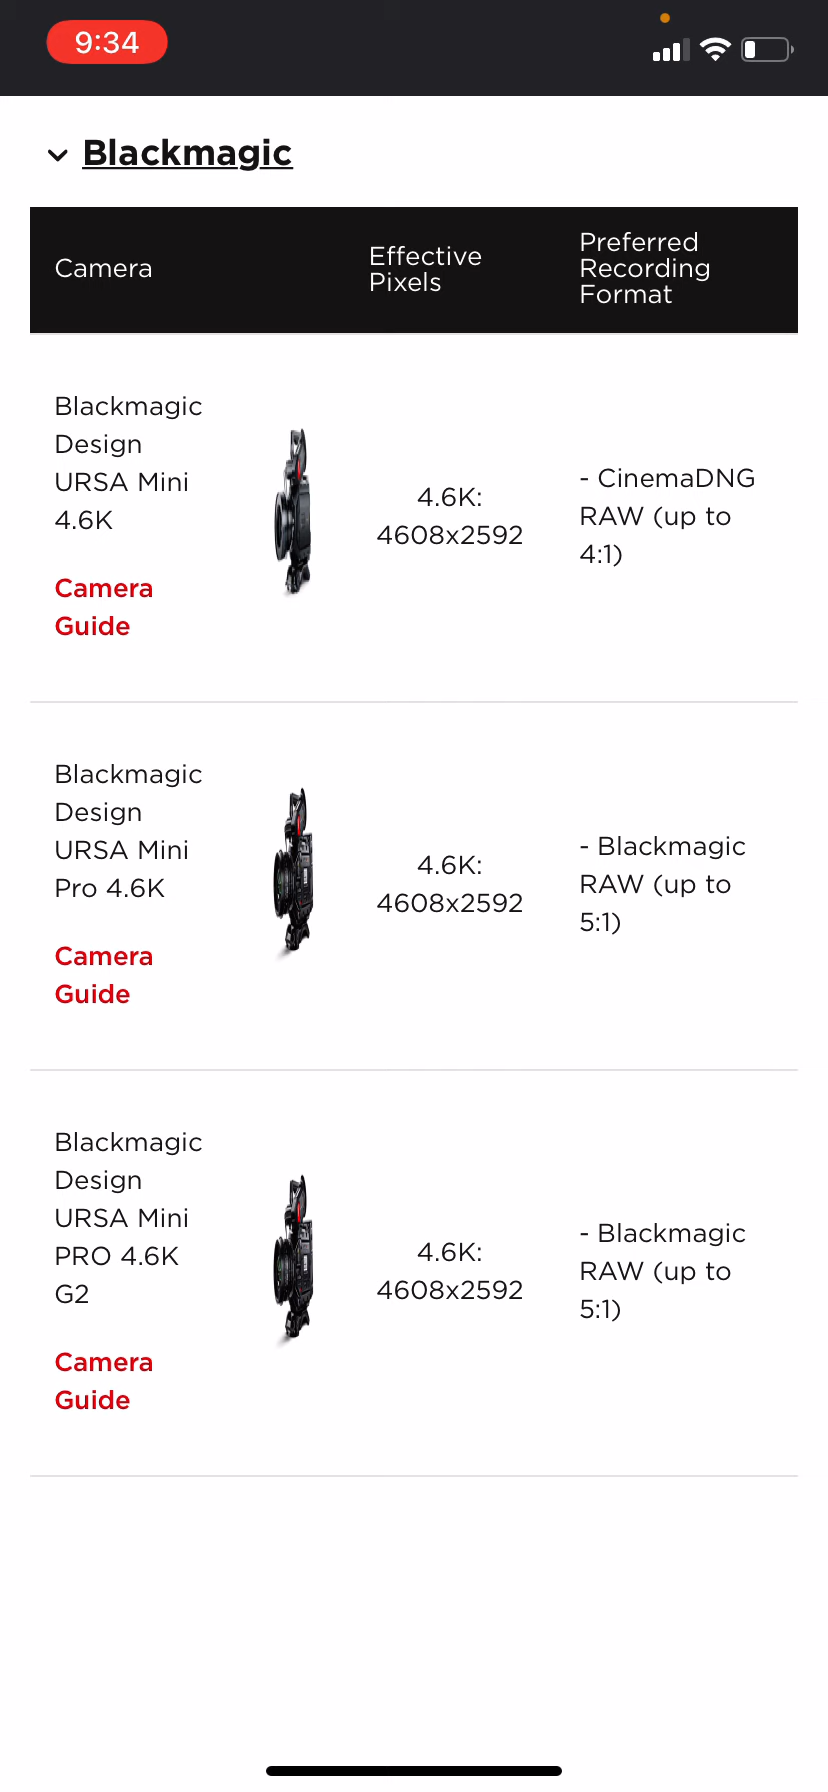 9:34
Blackmagic
Camera
Effective
Pixels
Preferred
Recording
Format
Blackmagic
Design
URSA Mini
4.6K
Camera
Guide
4.6K:
4608x2592
- CinemaDNG
RAW (up to
4:1)
Blackmagic
Design
URSA Mini
Pro 4.6K
Camera
Guide
4.6K:
4608x2592
- Blackmagic
RAW (up to
5:1)
Blackmagic
Design
URSA Mini
PRO 4.6K
G2
Camera
Guide
4.6K:
4608x2592
- Blackmagic
RAW (up to
5:1)